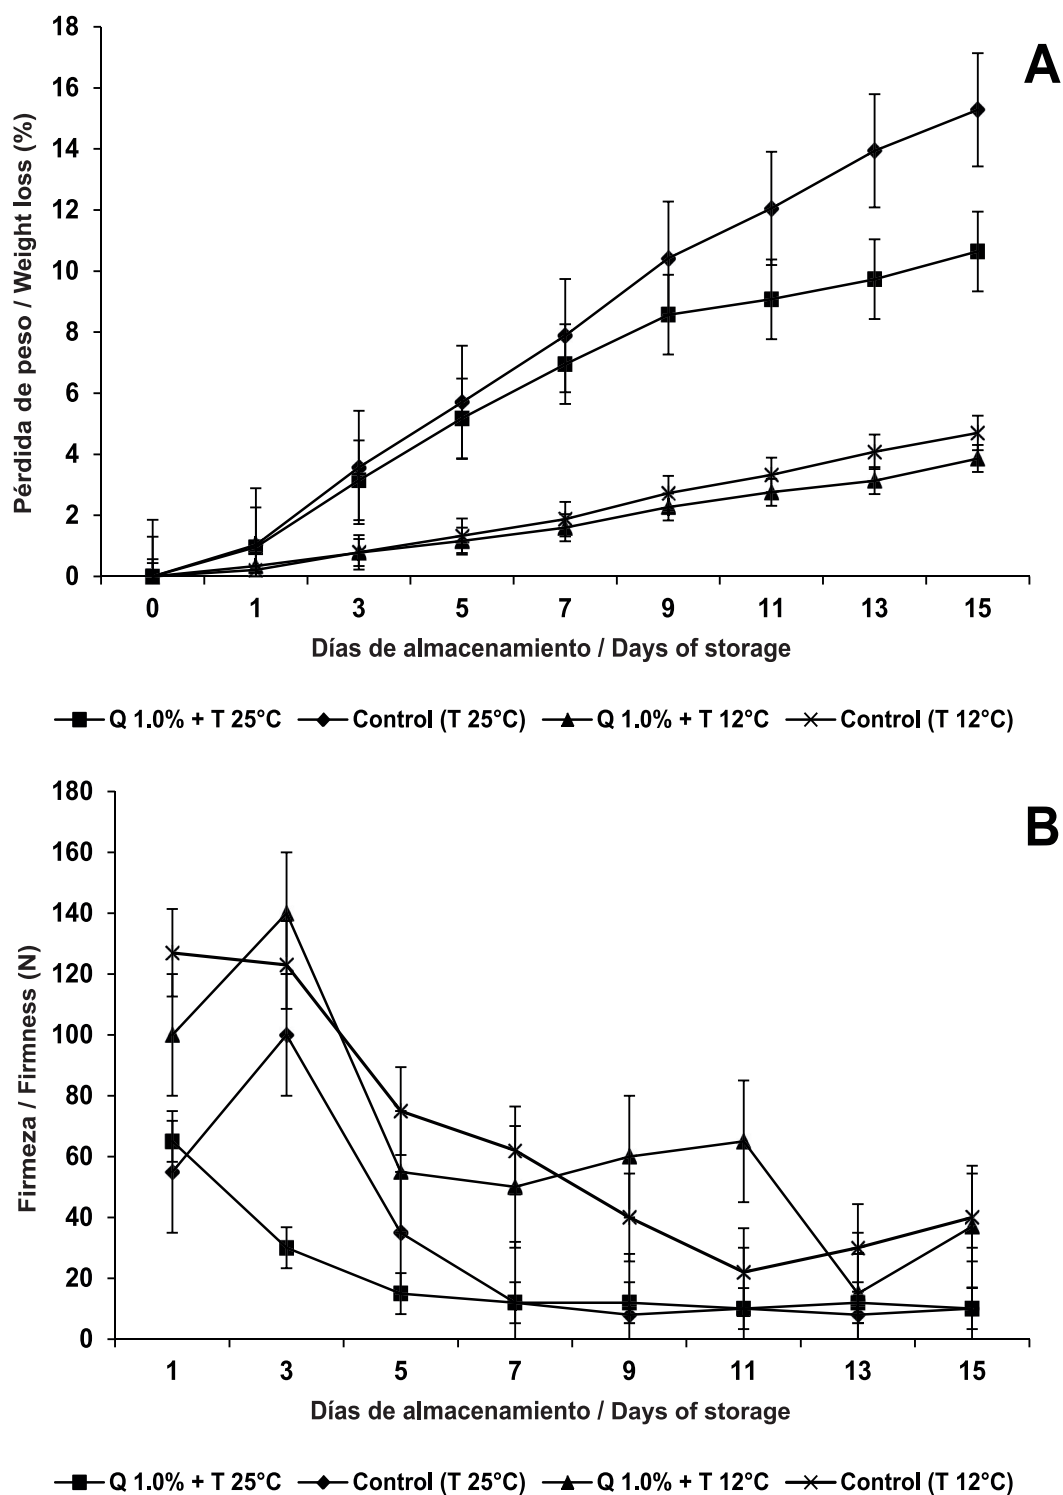 A
Pérdida de peso / Weight loss (%)
18
16
14
12
10
8
6
4
2
0
0 1 3 5 7 9 11 13 15
Días de almacenamiento / Days of storage
Q 1.0% + T 25°C Control (T 25°C) Q 1.0% + T 12°C Control (T 12°C)
B
Firmeza / Firmness (N)
180
160
140
120
100
80
60
40
20
0
1 3 5 7 9 11 13 15
Días de almacenamiento / Days of storage
Q 1.0% + T 25°C Control (T 25°C) Q 1.0% + T 12°C Control (T 12°C)